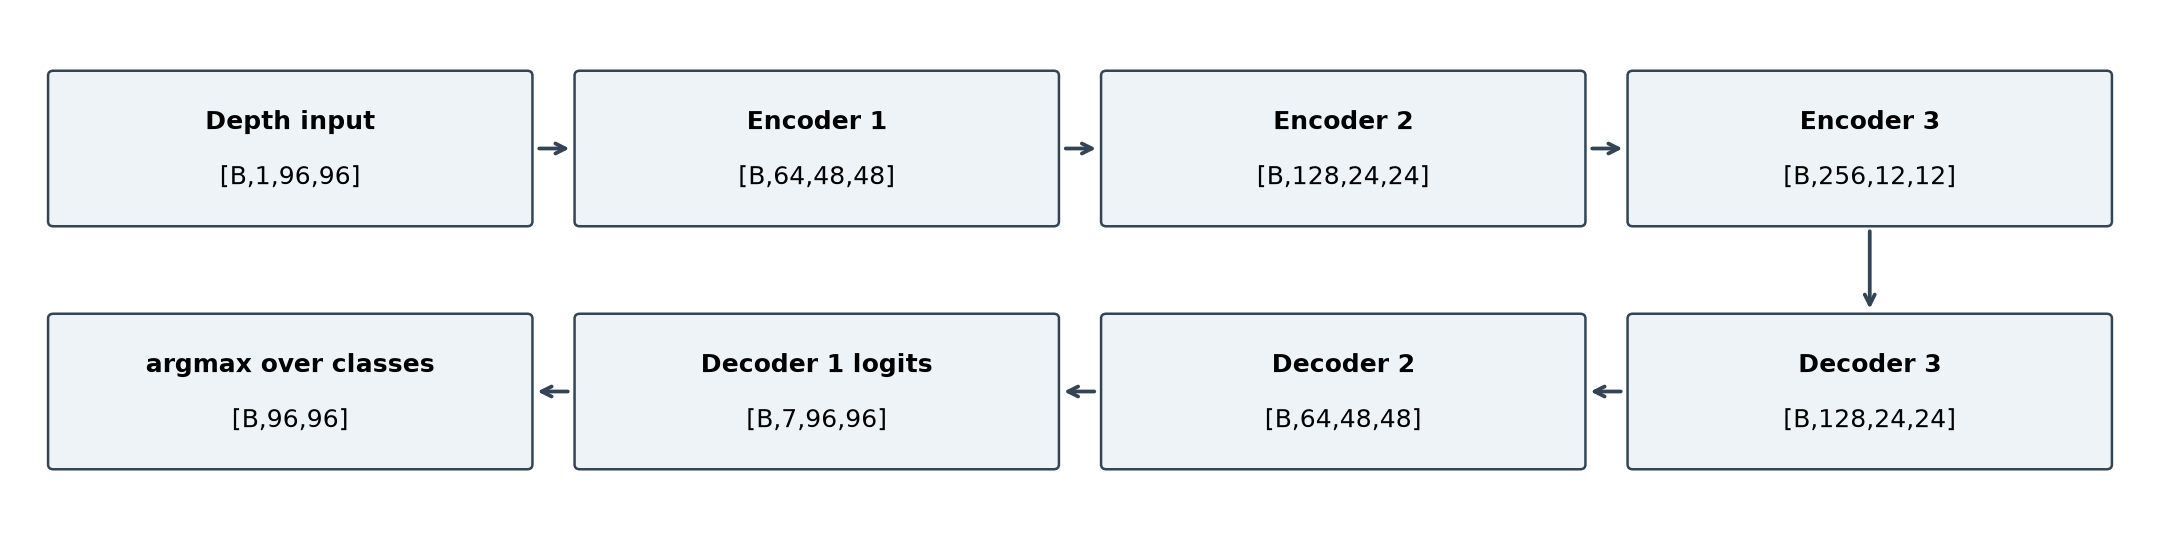 Depth input
[B,1,96,96]
Encoder 1
[B,64,48,48]
Encoder 2
[B,128,24,24]
Encoder 3
[B,256,12,12]
argmax over classes
[B,96,96]
Decoder 1 logits
[B,7,96,96]
Decoder 2
[B,64,48,48]
Decoder 3
[B,128,24,24]